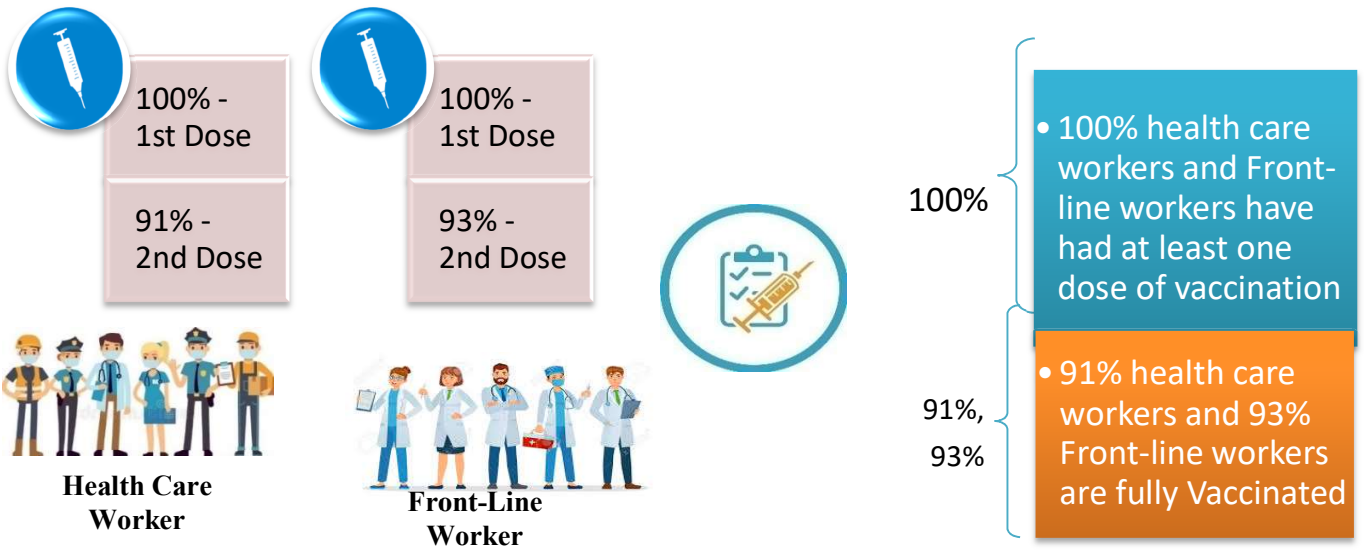 100% -
1st Dose
91% -
2nd Dose
Health Care
Worker
100% -
1st Dose
93% -
2nd Dose
Front-Line
Worker
100%
• 100% health care
workers and Front-
line workers have
had at least one
dose of vaccination
91%,
93%
• 91% health care
workers and 93%
Front-line workers
are fully Vaccinated